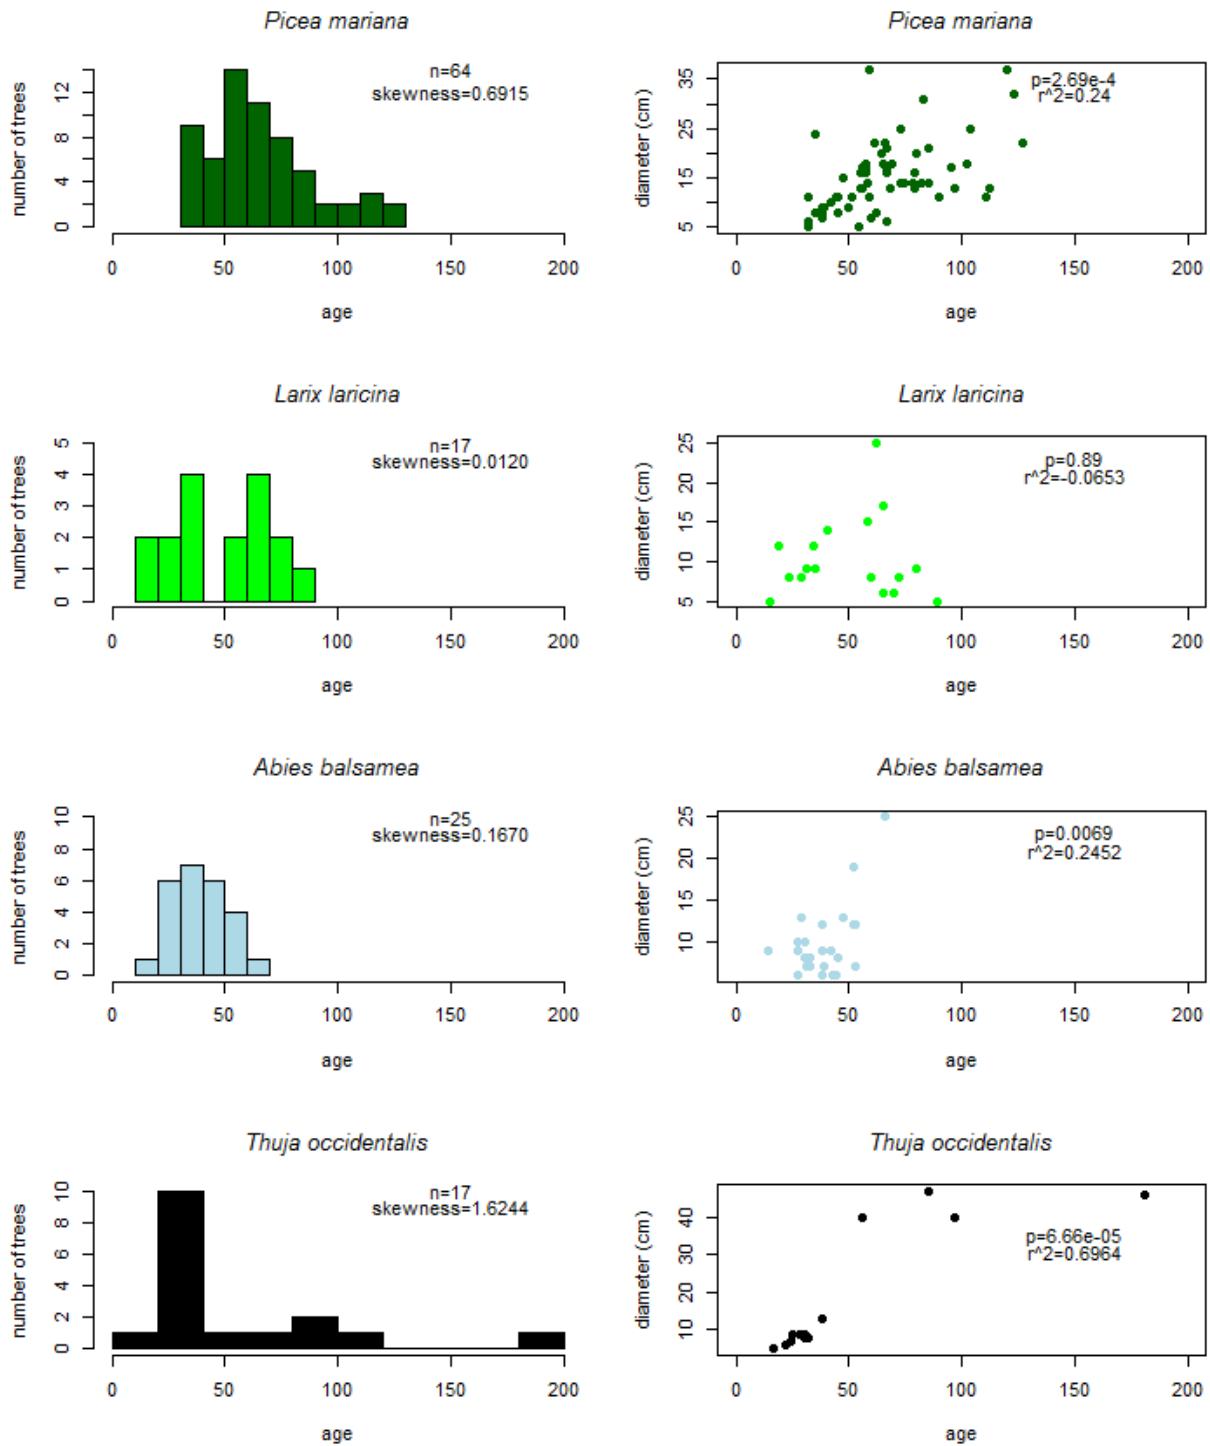 Picea mariana
number of trees
12
8
4
0
n=64
skewness=0.6915
0 50 100 150 200
age
Picea mariana
diameter (cm)
35
25
15
5
p=2.69e-4
r^2=0.24
0 50 100 150 200
age
Larix laricina
number of trees
5
4
3
2
1
0
n=17
skewness=0.0120
0 50 100 150 200
age
Larix laricina
diameter (cm)
25
20
15
10
5
p=0.89
r^2=-0.0653
0 50 100 150 200
age
Abies balsamea
number of trees
10
8
6
4
2
0
n=25
skewness=0.1670
0 50 100 150 200
age
Abies balsamea
diameter (cm)
25
20
15
10
p=0.0069
r^2=0.2452
0 50 100 150 200
age
Thuja occidentalis
number of trees
10
8
6
4
2
0
n=17
skewness=1.6244
0 50 100 150 200
age
Thuja occidentalis
diameter (cm)
40
30
20
10
p=6.66e-05
r^2=0.6964
0 50 100 150 200
age